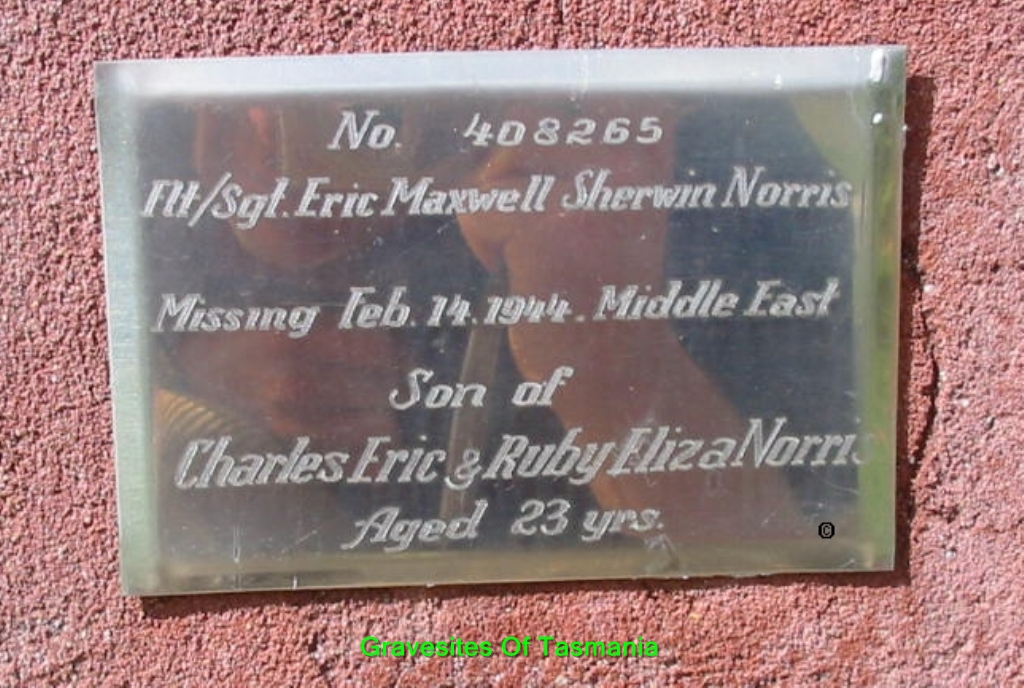 No. 408265
Flt/Sgt. Eric Maxwell Sherwin Norris
Missing Feb. 14. 1944. Middle East
Son of
Charles Eric & Ruby Eliza Norris
Aged 23 yrs.
©
Gravesites Of Tasmania